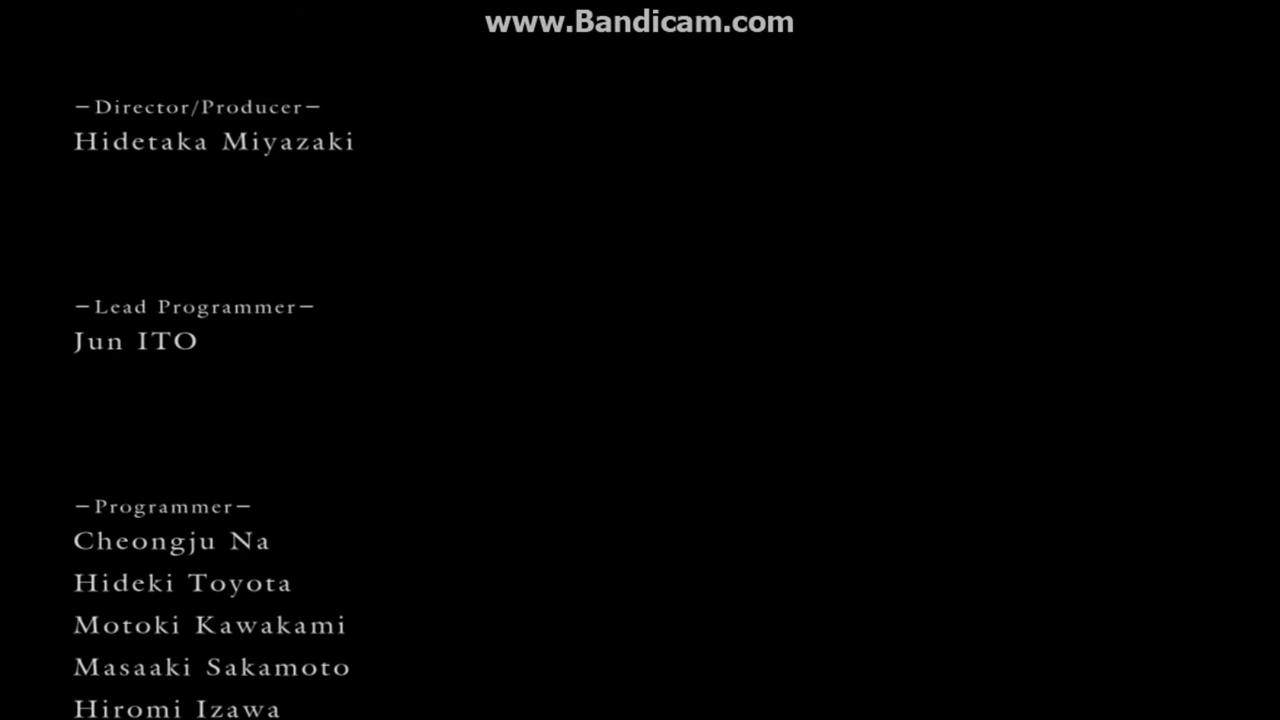 www.Bandicam.com
—Director/Producer—
Hidetaka Miyazaki
—Lead Programmer—
Jun ITO
—Programmer—
Cheongju Na
Hideki Toyota
Motoki Kawakami
Masaaki Sakamoto
Hiromi Izawa